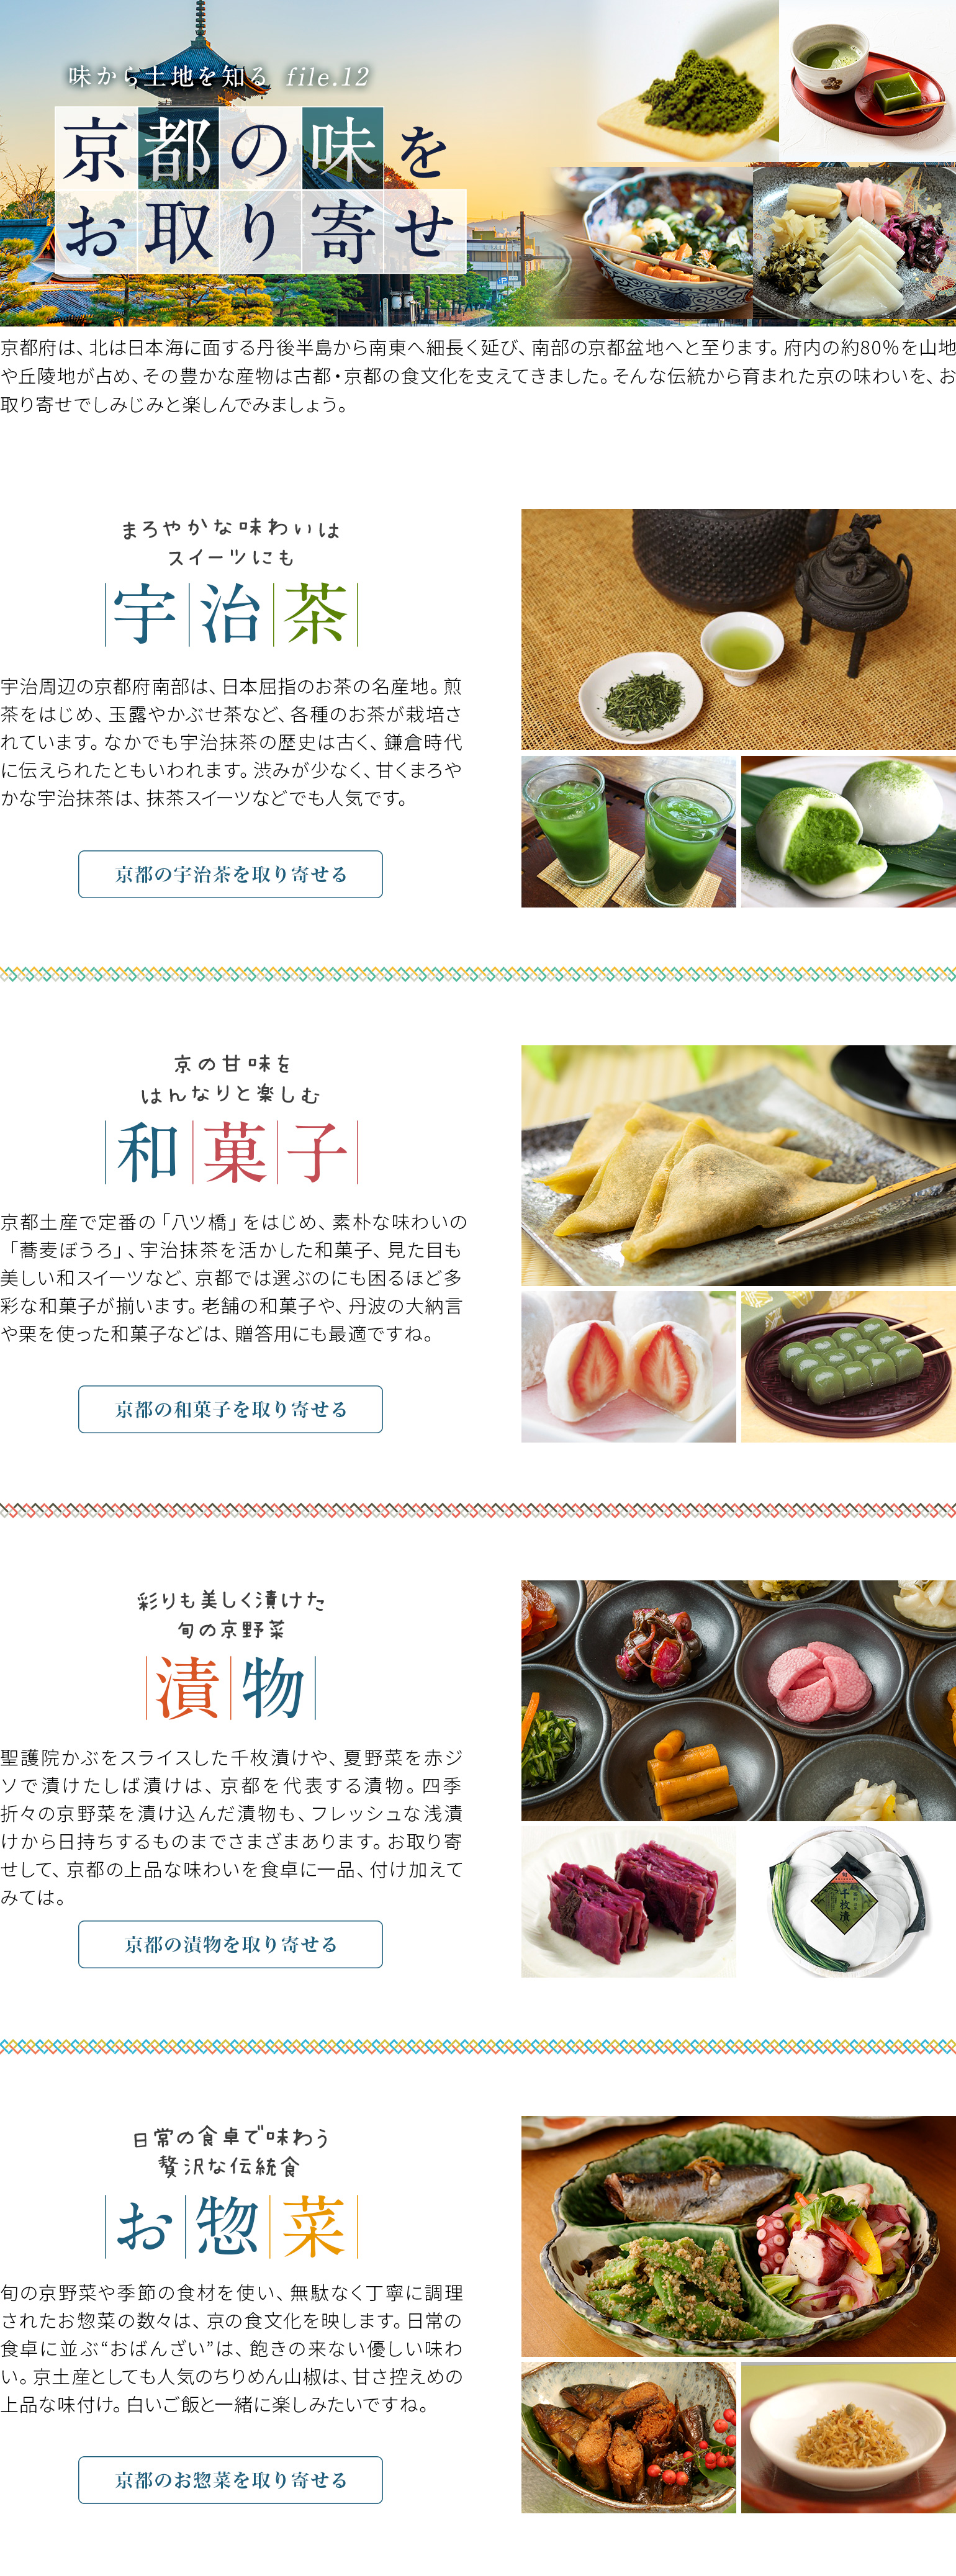 味から土地を知る file.12
京都の味を
お取り寄せ
京都府は、北は日本海に面する丹後半島から南東へ細長く延び、南部の京都盆地へと至ります。府内の約80％を山地
や丘陵地が占め、その豊かな産物は古都・京都の食文化を支えてきました。そんな伝統から育まれた京の味わいを、お
取り寄せでしみじみと楽しんでみましょう。
まろやかな味わいは
スイーツにも
宇治茶
宇治周辺の京都府南部は、日本屈指のお茶の名産地。煎
茶をはじめ、玉露やかぶせ茶など、各種のお茶が栽培さ
れています。なかでも宇治抹茶の歴史は古く、鎌倉時代
に伝えられたともいわれます。渋みが少なく、甘くまろや
かな宇治抹茶は、抹茶スイーツなどでも人気です。
京都の宇治茶を取り寄せる
京の甘味を
はんなりと楽しむ
和菓子
京都土産で定番の「八ツ橋」をはじめ、素朴な味わいの
「蕎麦ぼうろ」、宇治抹茶を活かした和菓子、見た目も
美しい和スイーツなど、京都では選ぶのにも困るほど多
彩な和菓子が揃います。老舗の和菓子や、丹波の大納言
や栗を使った和菓子などは、贈答用にも最適ですね。
京都の和菓子を取り寄せる
彩りも美しく漬けた
旬の京野菜
漬物
聖護院かぶをスライスした千枚漬けや、夏野菜を赤ジ
ソで漬けたしば漬けは、京都を代表する漬物。四季
折々の京野菜を漬け込んだ漬物も、フレッシュな浅漬
けから日持ちするものまでさまざまあります。お取り寄
せして、京都の上品な味わいを食卓に一品、付け加えて
みては。
千枚漬
京都の漬物を取り寄せる
日常の食卓で味わう
贅沢な伝統食
お惣菜
旬の京野菜や季節の食材を使い、無駄なく丁寧に調理
されたお惣菜の数々は、京の食文化を映します。日常の
食卓に並ぶ“おばんざい”は、飽きの来ない優しい味わ
い。京土産としても人気のちりめん山椒は、甘さ控えめの
上品な味付け。白いご飯と一緒に楽しみたいですね。
京都のお惣菜を取り寄せる